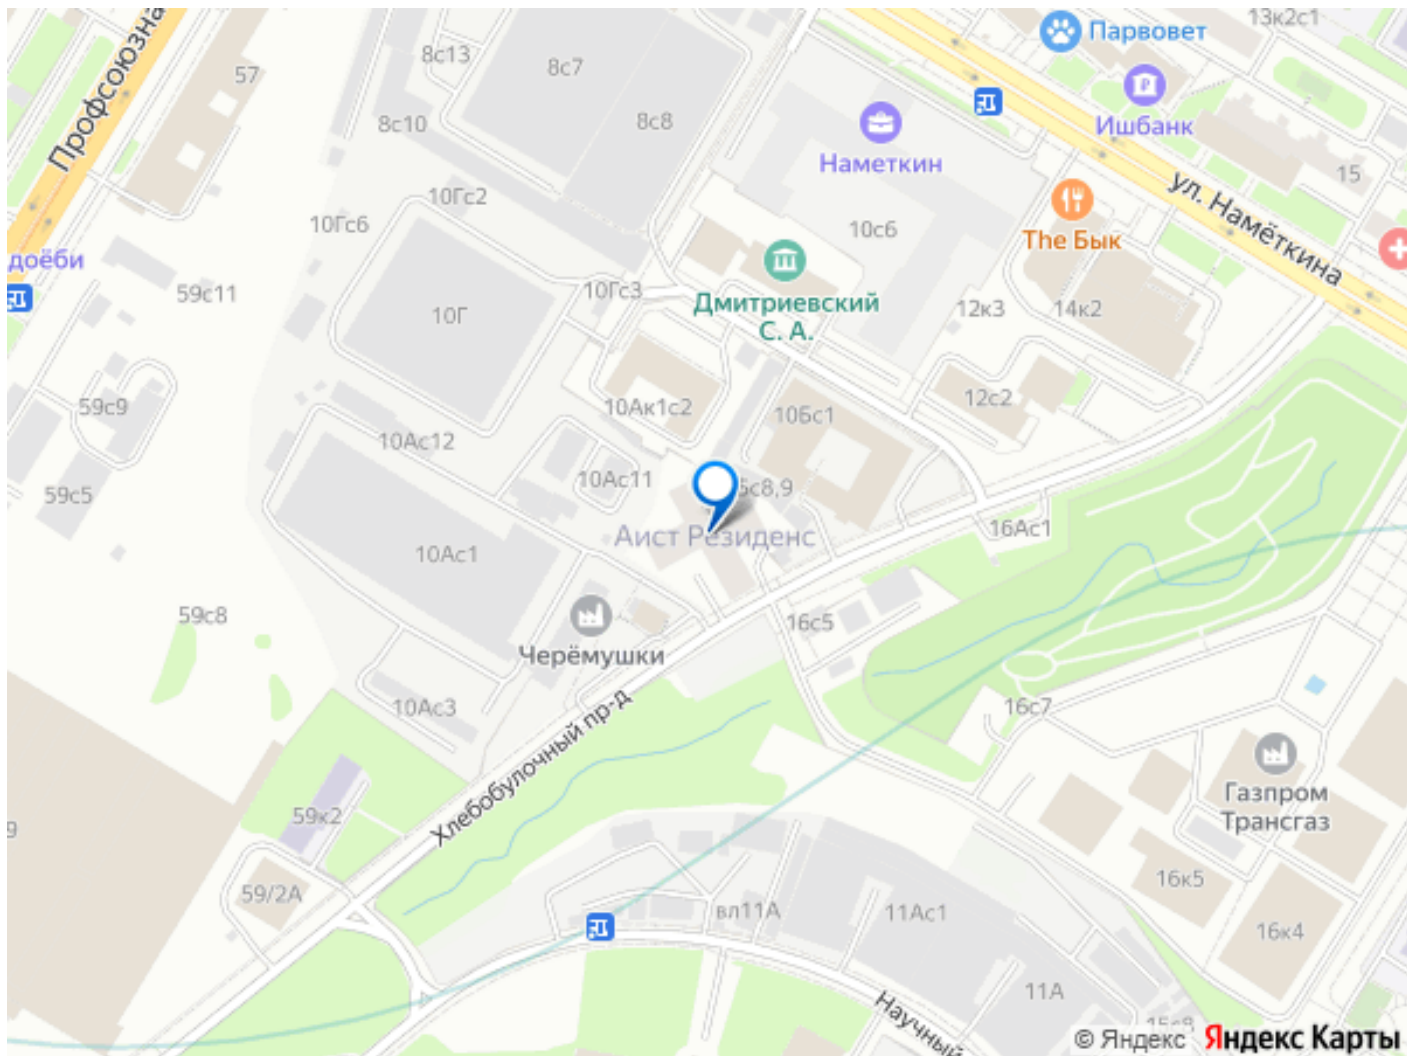 13к2с1
Парвовет
8с13
57
8с7
Профсоюзна
Ишбанк
8с10
8с8
Наметкин
15
ул. Намёткина
10Гс2
10Гс6
10с6
The Бык
доёби
59с11
10Гс3
Дмитриевский
С. А.
10Г
12к3
14к2
59с9
10Ак1с2
12с2
10Бс1
10Ас12
10Ас11
5с8,9
59с5
Аист Резиденс
16Ас1
10Ас1
59с8
16с5
Черёмушки
10Ас3
16с7
Хлебобулочный пр-д
Газпром
Трансгаз
59к2
9
59/2А
16к5
вл11А
11Ас1
16к4
11А
Научный
15с8
© Яндекс Яндекс Карты